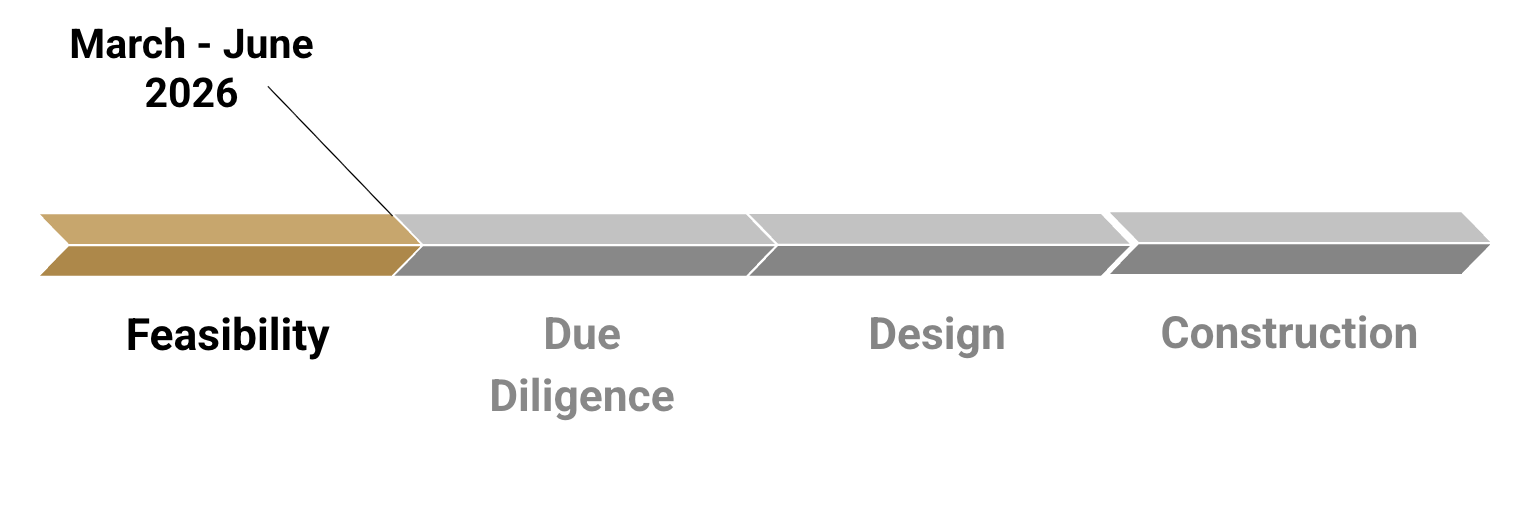 March - June
2026
Feasibility
Due
Diligence
Design
Construction